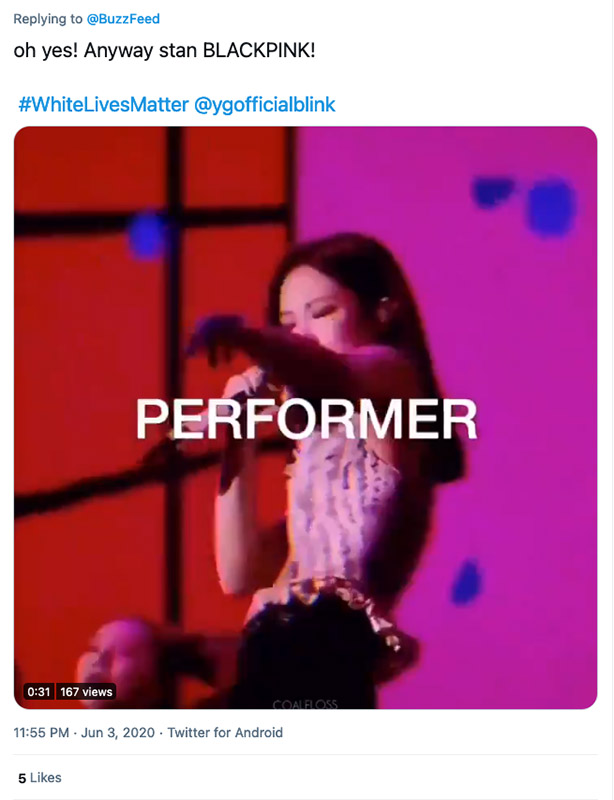 Replying to @BuzzFeed
oh yes! Anyway stan BLACKPINK!
#WhiteLivesMatter @ygofficialblink
PERFORMER
COALFLOSS
0:31 167 views
11:55 PM · Jun 3, 2020 · Twitter for Android
5 Likes